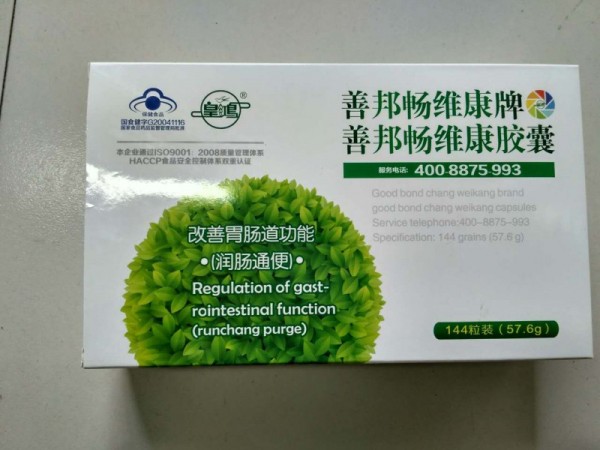 保健食品
国食健字G20041116
国家食品药品监督管理局批准
皇鸿®
本企业通过ISO9001：2008质量管理体系
HACCP食品安全控制体系双重认证
善邦畅维康牌
善邦畅维康胶囊
服务电话：400-8875-993
Good bond chang weikang brand
good bond chang weikang capsules
Service telephone:400-8875-993
Specification: 144 grains (57.6 g)
改善胃肠道功能
•(润肠通便)•
Regulation of gast-
rointestinal function
(runchang purge)
144粒装（57.6g）